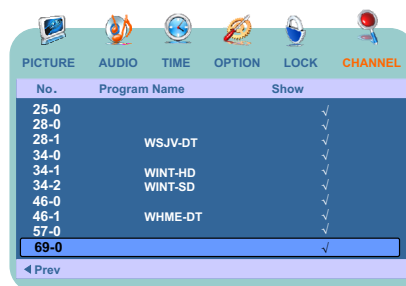 PICTURE AUDIO TIME OPTION LOCK CHANNEL
No. Program Name Show
25-0 √
28-0 √
28-1 WSJV-DT √
34-0 √
34-1 WINT-HD √
34-2 WINT-SD √
46-0 √
46-1 WHME-DT √
57-0 √
69-0 √
Prev